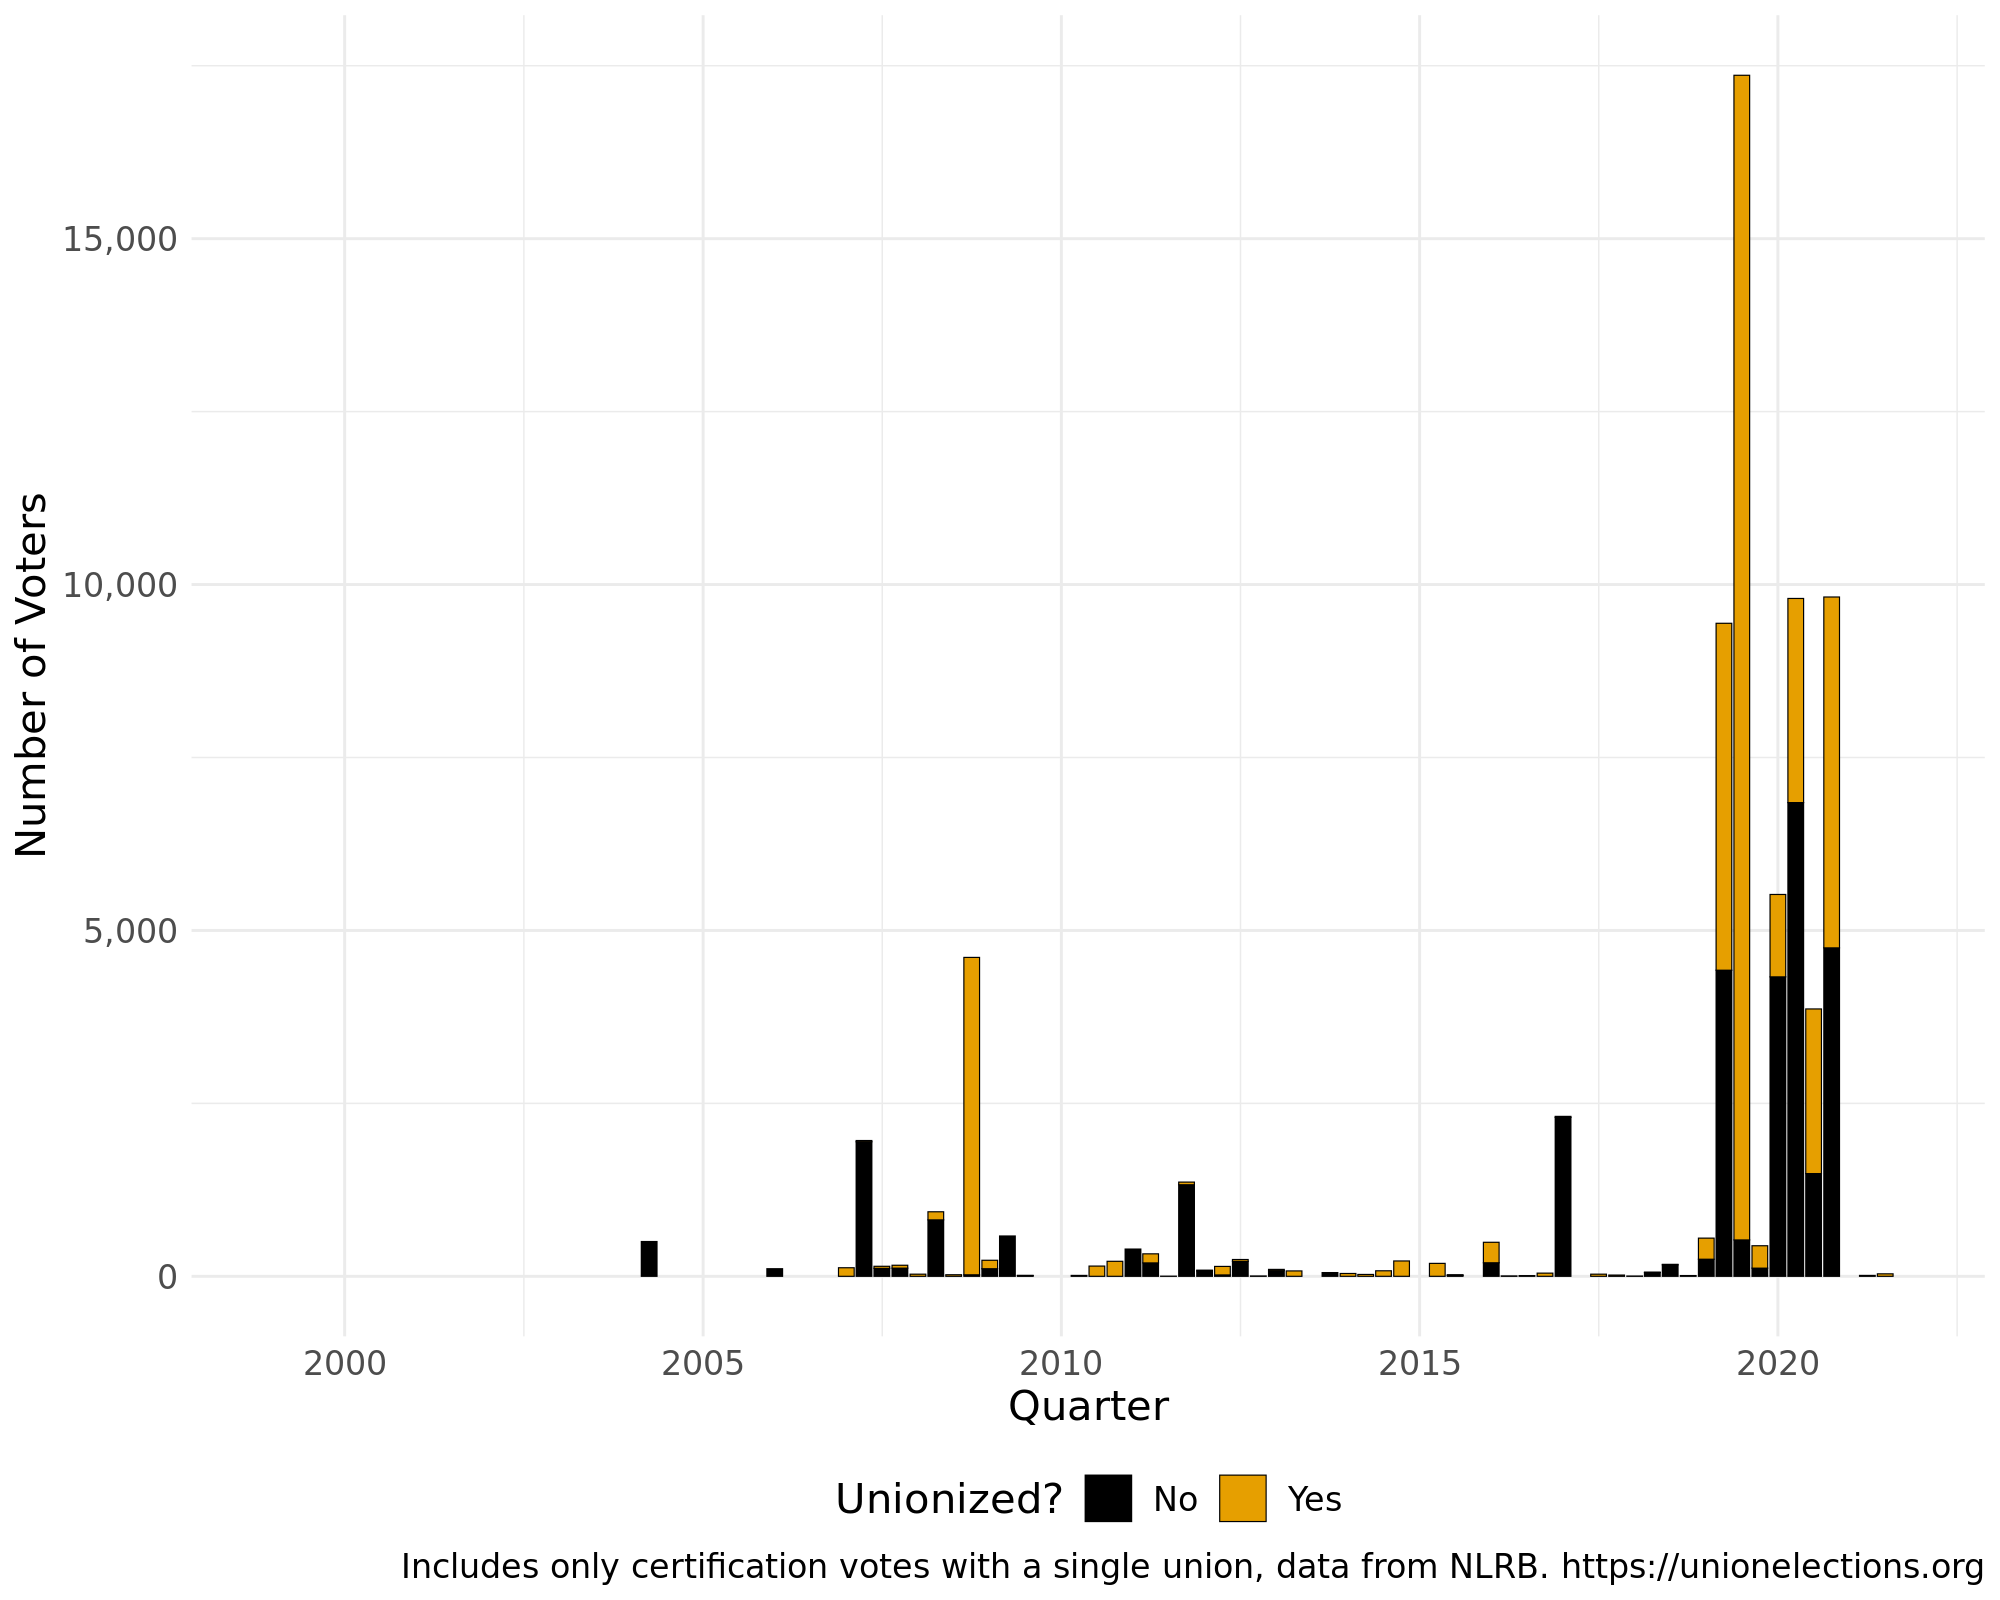 Number of Voters
15,000
10,000
5,000
0
2000 2005 2010 2015 2020
Quarter
Unionized? No Yes
Includes only certification votes with a single union, data from NLRB. https://unionelections.org